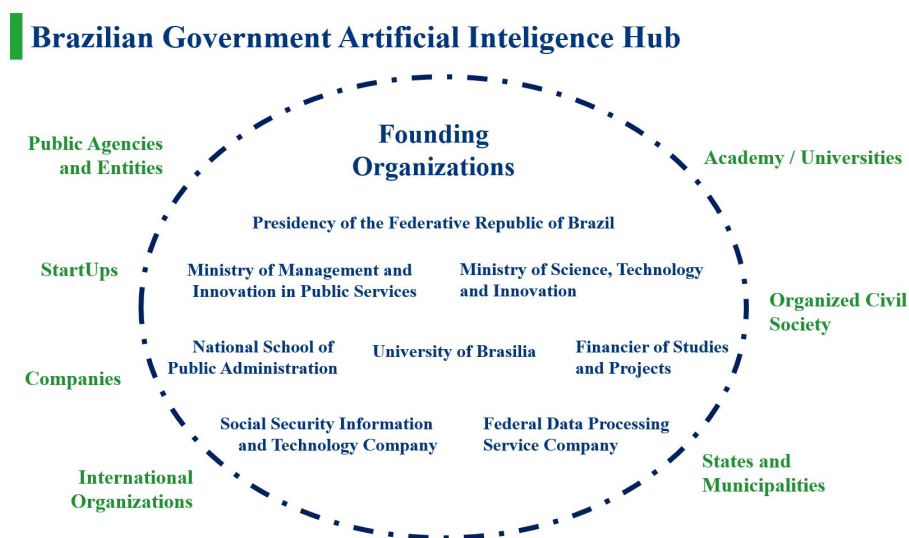 Brazilian Government Artificial Inteligence Hub
Founding
Organizations
Public Agencies
and Entities
Academy / Universities
Presidency of the Federative Republic of Brazil
StartUps
Ministry of Management and
Innovation in Public Services
Ministry of Science, Technology
and Innovation
Organized Civil
Society
National School of
Public Administration
University of Brasilia
Financier of Studies
and Projects
Companies
Social Security Information
and Technology Company
Federal Data Processing
Service Company
International
Organizations
States and
Municipalities